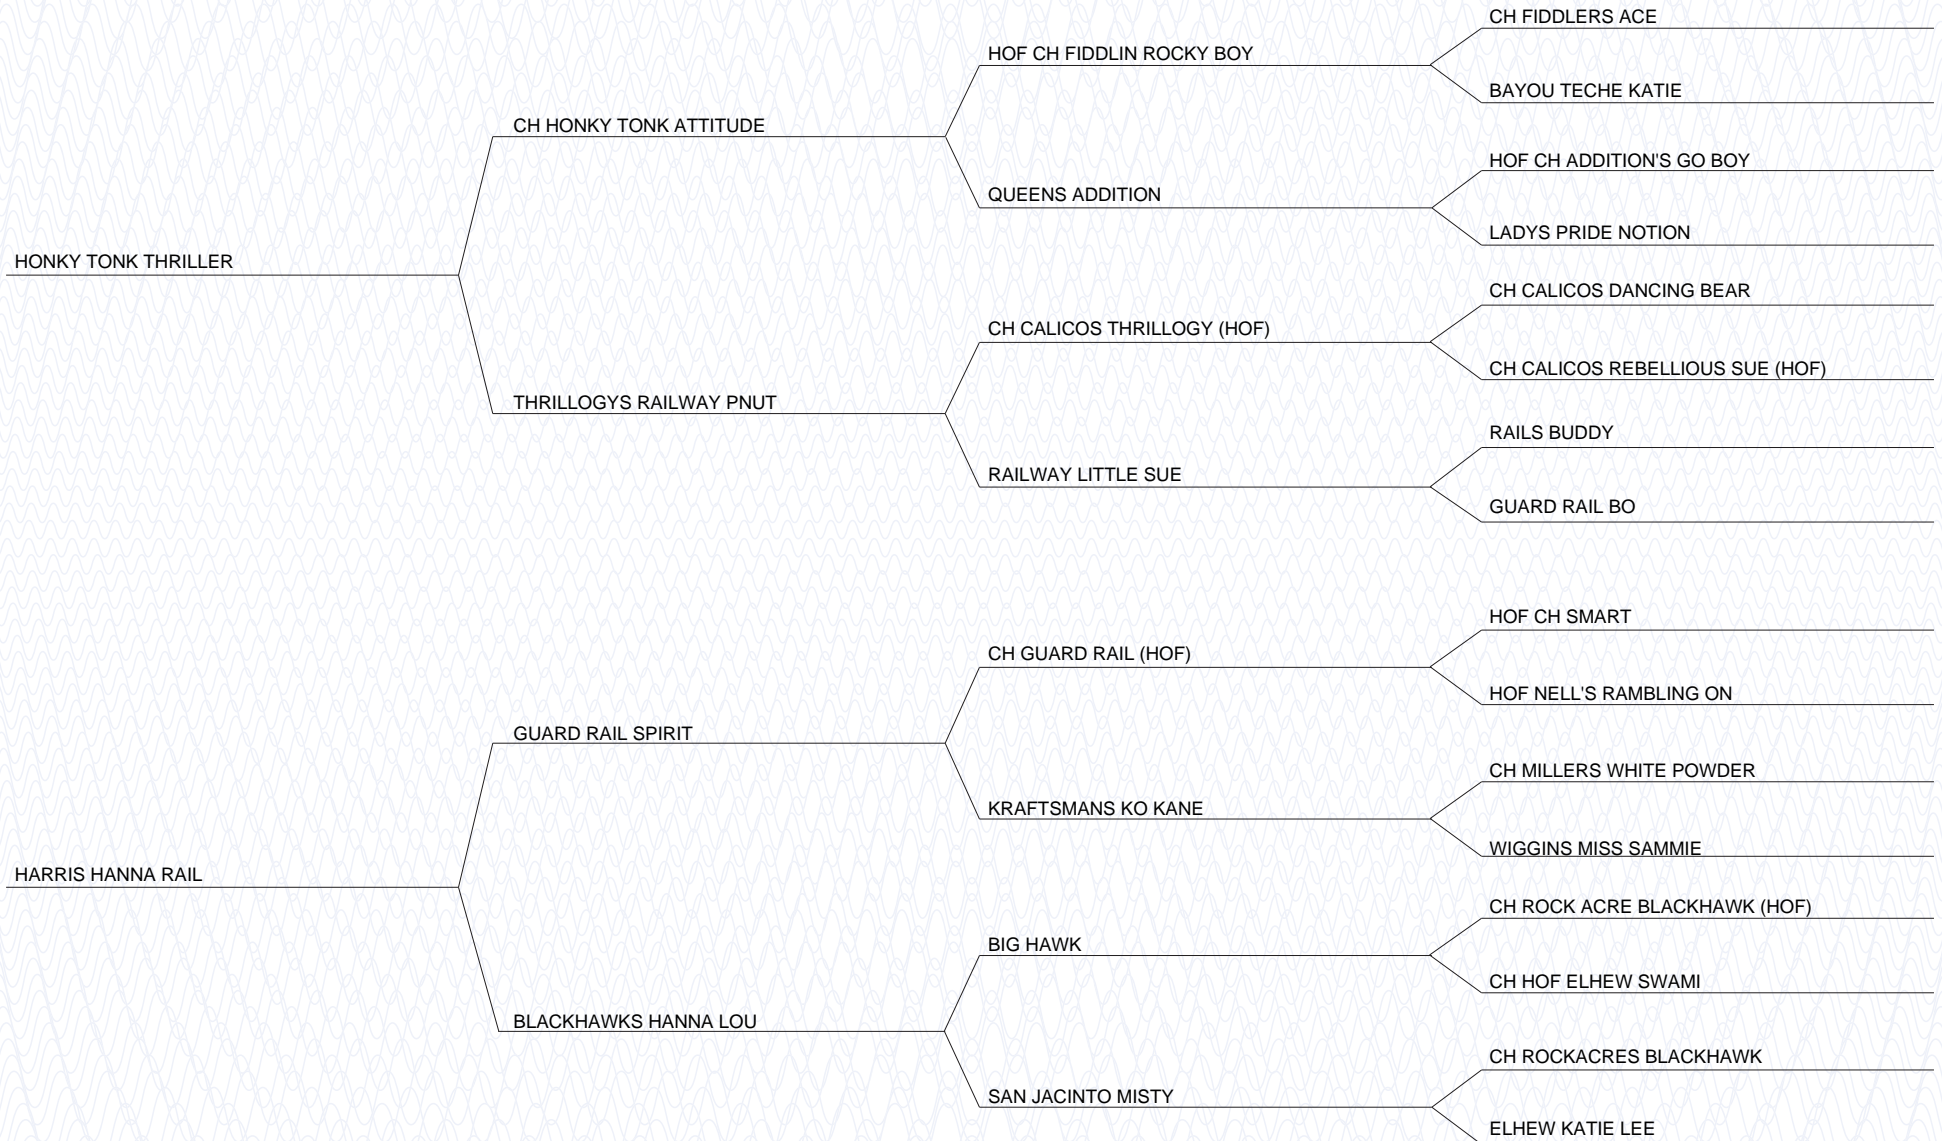 CH FIDDLERS ACE
HOF CH FIDDLIN ROCKY BOY
BAYOU TECHE KATIE
CH HONKY TONK ATTITUDE
HOF CH ADDITION'S GO BOY
QUEENS ADDITION
LADYS PRIDE NOTION
HONKY TONK THRILLER
CH CALICOS DANCING BEAR
CH CALICOS THRILLOGY (HOF)
CH CALICOS REBELLIOUS SUE (HOF)
THRILLOGYS RAILWAY PNUT
RAILS BUDDY
RAILWAY LITTLE SUE
GUARD RAIL BO
HOF CH SMART
CH GUARD RAIL (HOF)
HOF NELL'S RAMBLING ON
GUARD RAIL SPIRIT
CH MILLERS WHITE POWDER
KRAFTSMANS KO KANE
WIGGINS MISS SAMMIE
HARRIS HANNA RAIL
CH ROCK ACRE BLACKHAWK (HOF)
BIG HAWK
CH HOF ELHEW SWAMI
BLACKHAWKS HANNA LOU
CH ROCKACRES BLACKHAWK
SAN JACINTO MISTY
ELHEW KATIE LEE